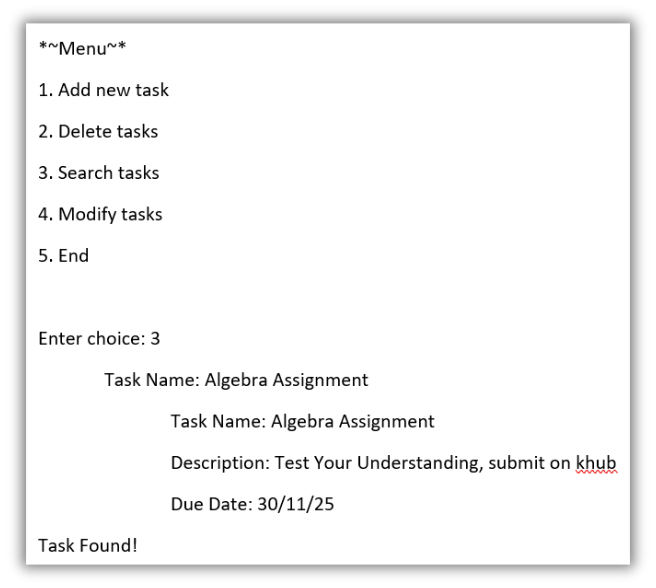 *~Menu~*
1. Add new task
2. Delete tasks
3. Search tasks
4. Modify tasks
5. End
Enter choice: 3
Task Name: Algebra Assignment
Task Name: Algebra Assignment
Description: Test Your Understanding, submit on khub
Due Date: 30/11/25
Task Found!